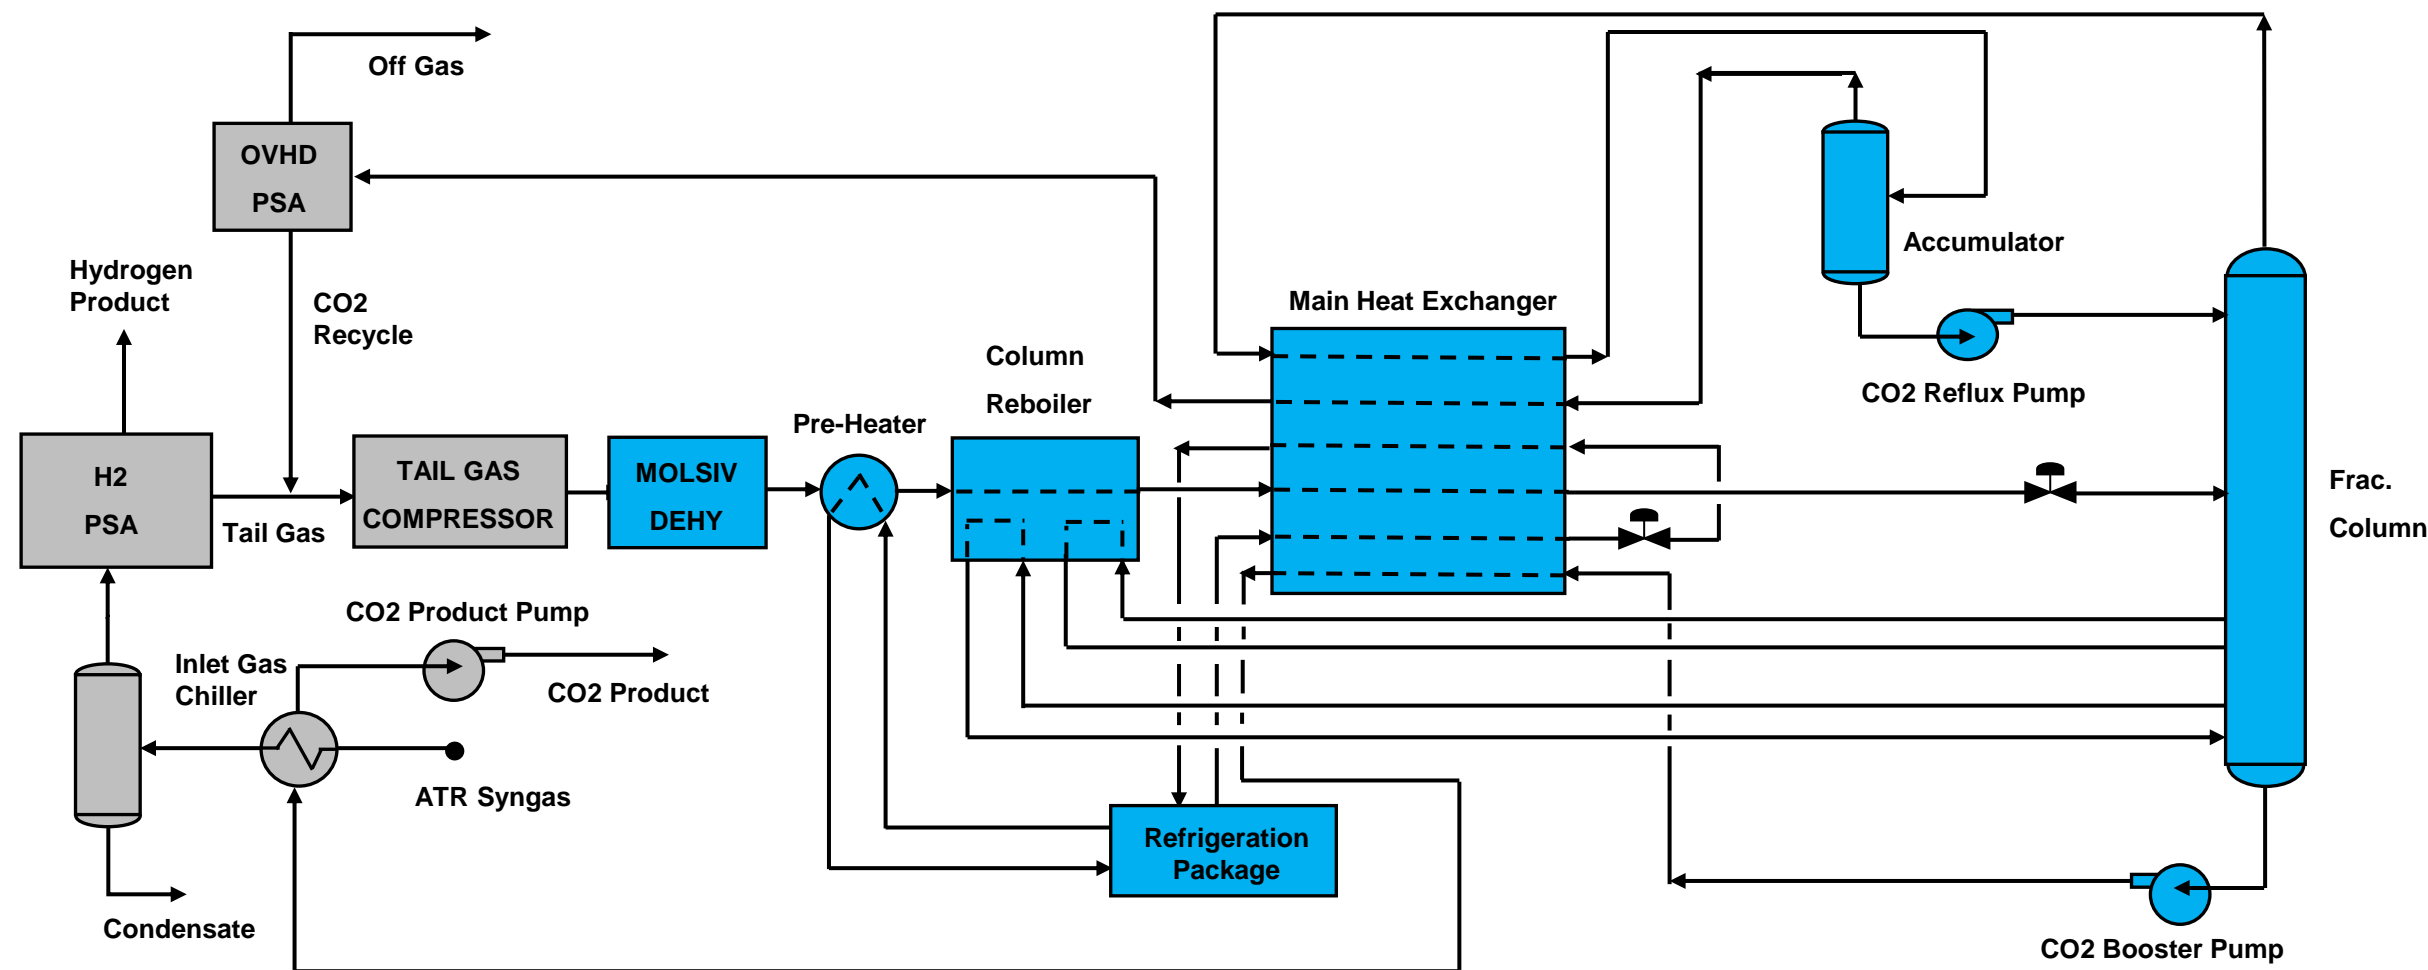 Off Gas
OVHD
PSA
Hydrogen
Product
CO2
Recycle
Accumulator
Main Heat Exchanger
Column
Reboiler
CO2 Reflux Pump
Pre-Heater
H2
PSA
Tail Gas
TAIL GAS
COMPRESSOR
MOLSIV
DEHY
Frac.
Column
CO2 Product Pump
Inlet Gas
Chiller
CO2 Product
ATR Syngas
Refrigeration
Package
Condensate
CO2 Booster Pump